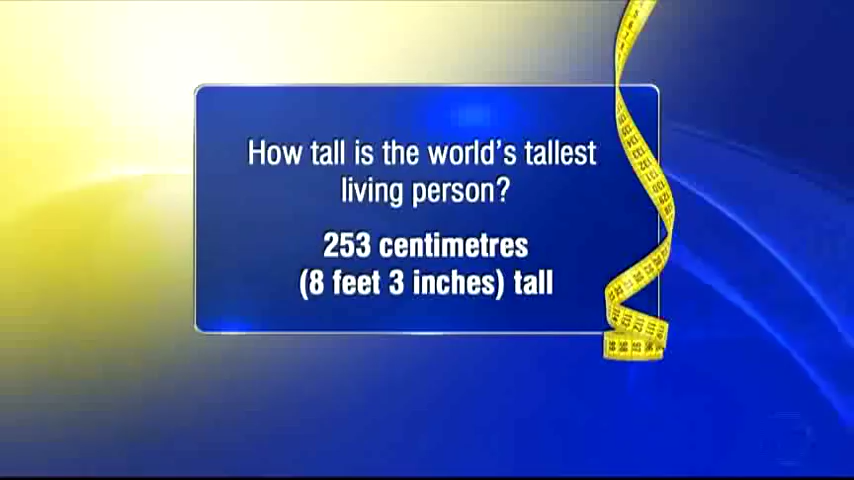 How tall is the world's tallest
living person?
253 centimetres
(8 feet 3 inches) tall